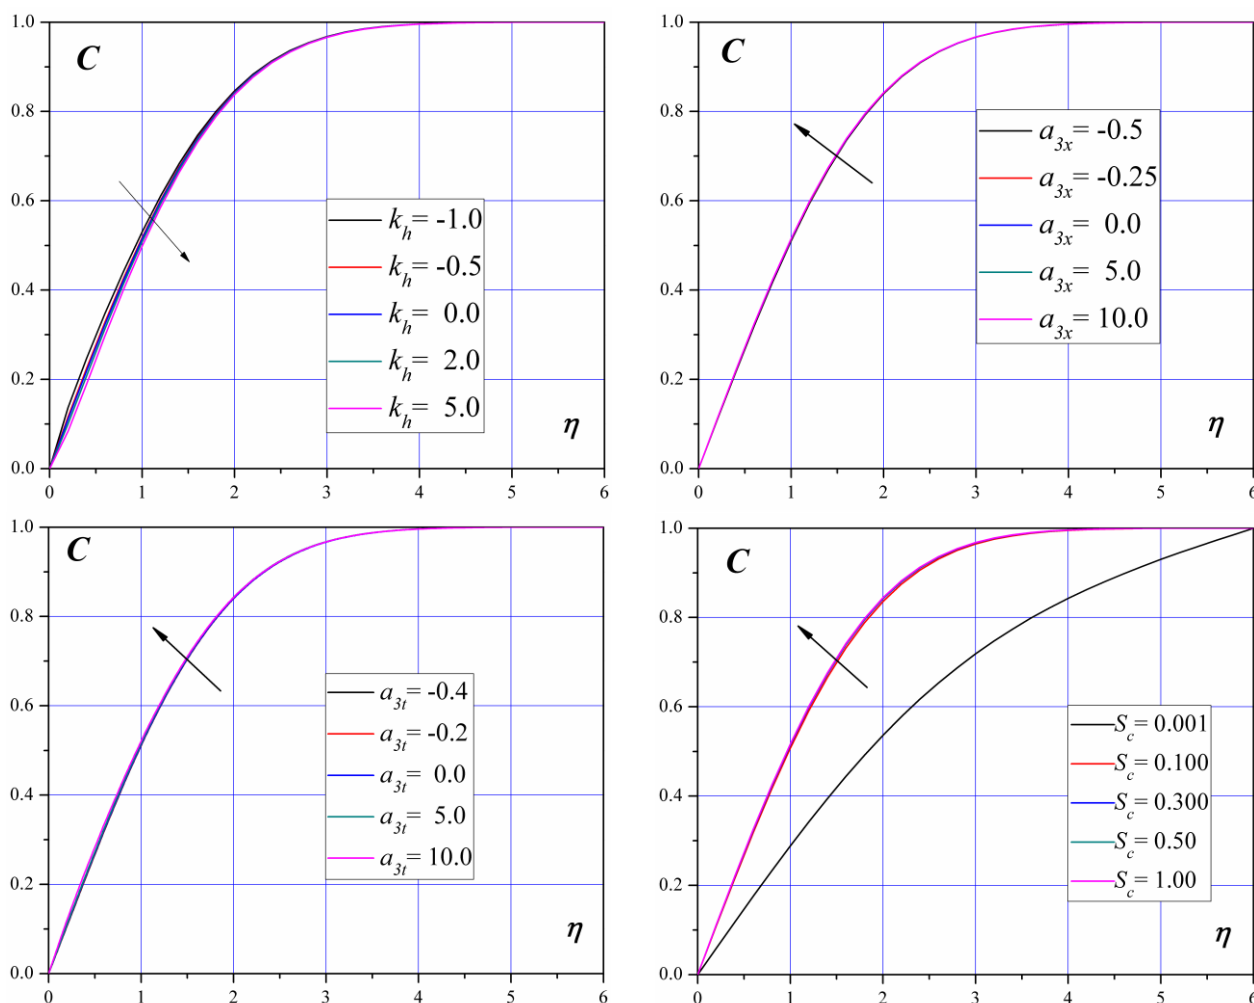 C
1.0
0.8
0.6
0.4
0.2
0.0
k_h = -1.0
k_h = -0.5
k_h = 0.0
k_h = 2.0
k_h = 5.0
η
0 1 2 3 4 5 6
C
1.0
0.8
0.6
0.4
0.2
0.0
a_3x = -0.5
a_3x = -0.25
a_3x = 0.0
a_3x = 5.0
a_3x = 10.0
η
0 1 2 3 4 5 6
C
1.0
0.8
0.6
0.4
0.2
0.0
a_3t = -0.4
a_3t = -0.2
a_3t = 0.0
a_3t = 5.0
a_3t = 10.0
η
0 1 2 3 4 5 6
C
1.0
0.8
0.6
0.4
0.2
0.0
S_c = 0.001
S_c = 0.100
S_c = 0.300
S_c = 0.50
S_c = 1.00
η
0 1 2 3 4 5 6